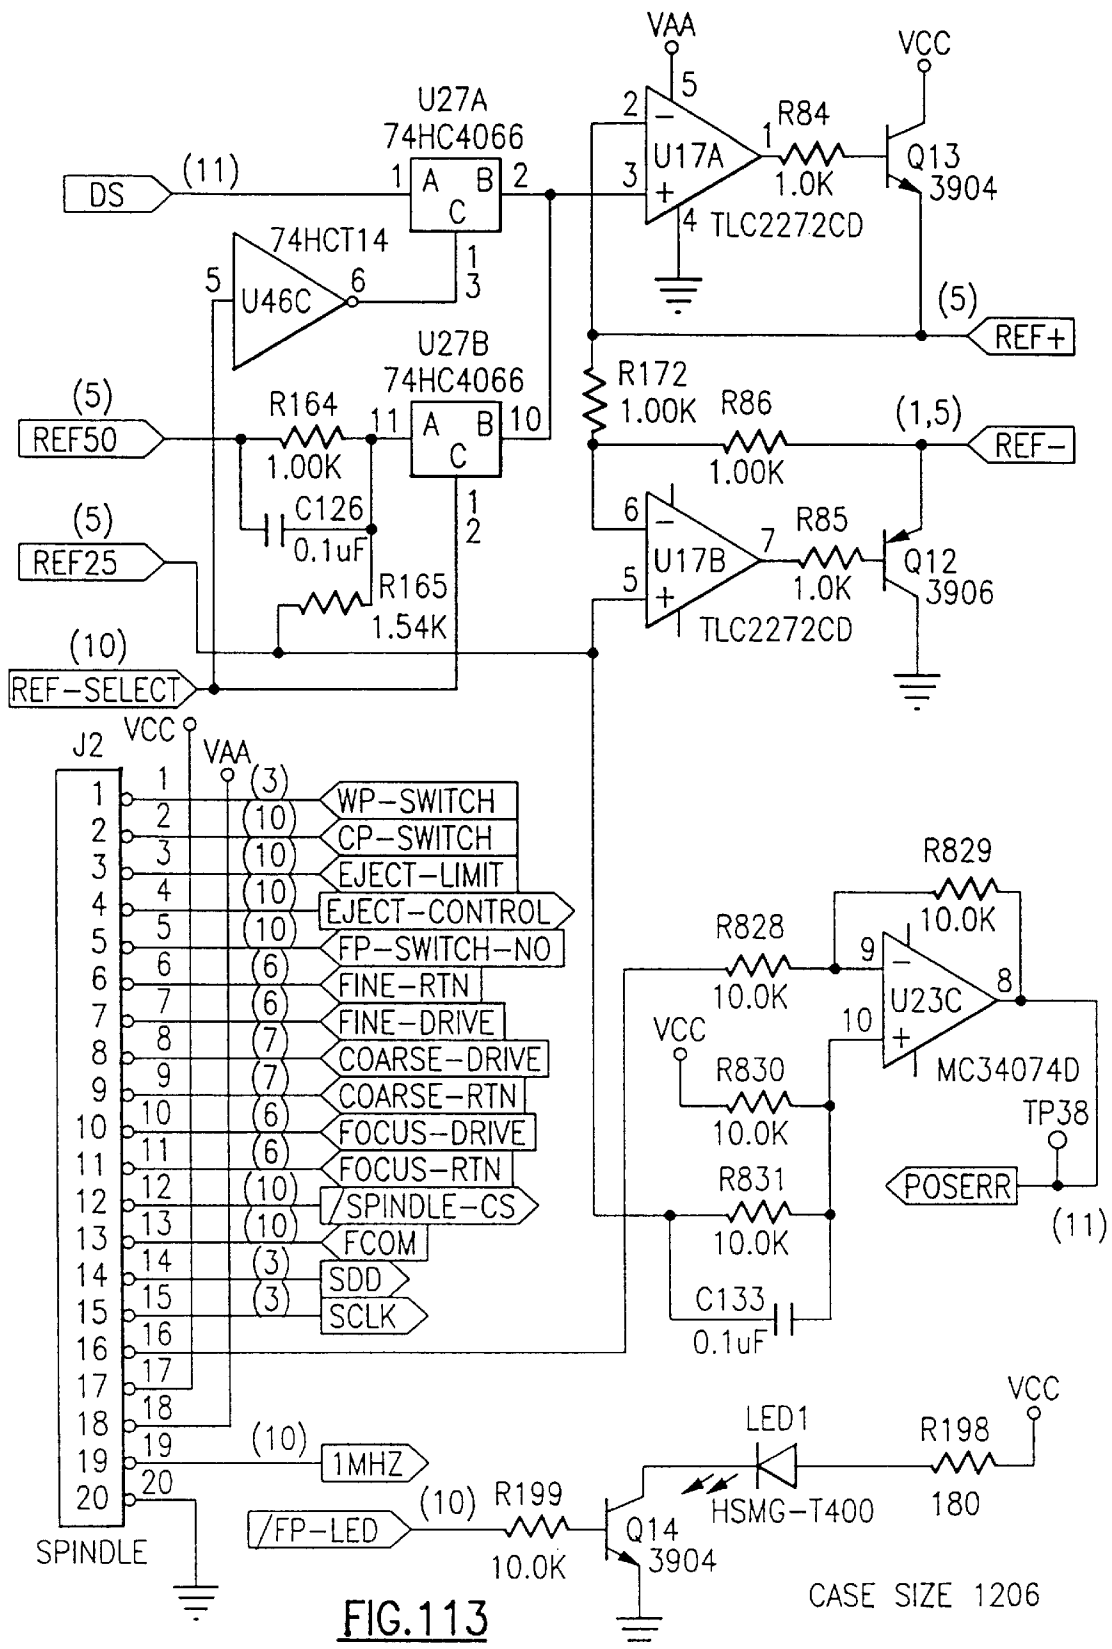 VAA
VCC
U27A
74HC4066
2
5
1
R84
U17A
1.0K
Q13
3904
DS
(11)
1
A
B
C
2
3
4
TLC2272CD
74HCT14
1
3
5
U46C
6
(5)
REF+
U27B
74HC4066
R172
1.00K
(5)
REF50
R164
1.00K
11
A
B
C
10
R86
1.00K
(1,5)
REF-
C126
0.1uF
1
2
(5)
REF25
6
U17B
5
7
R85
1.0K
Q12
3906
TLC2272CD
R165
1.54K
(10)
REF-SELECT
J2
VCC
VAA
1 1 (3) WP-SWITCH
2 2 (10) CP-SWITCH
3 3 (10) EJECT-LIMIT
4 4 (10) EJECT-CONTROL
5 5 (10) FP-SWITCH-NO
6 6 (6) FINE-RTN
7 7 (6) FINE-DRIVE
8 8 (7) COARSE-DRIVE
9 9 (7) COARSE-RTN
10 10 (6) FOCUS-DRIVE
11 11 (6) FOCUS-RTN
12 12 (10) /SPINDLE-CS
13 13 (10) FCOM
14 14 (3) SDD
15 15 (3) SCLK
16 16
17 17
18 18
19 19 (10) 1MHZ
20 20
SPINDLE
R829
10.0K
R828
10.0K
9
U23C
8
10
MC34074D
VCC
R830
10.0K
TP38
R831
10.0K
POSERR
(11)
C133
0.1uF
VCC
LED1
HSMG-T400
R198
180
/FP-LED
(10)
R199
10.0K
Q14
3904
CASE SIZE 1206
FIG.113